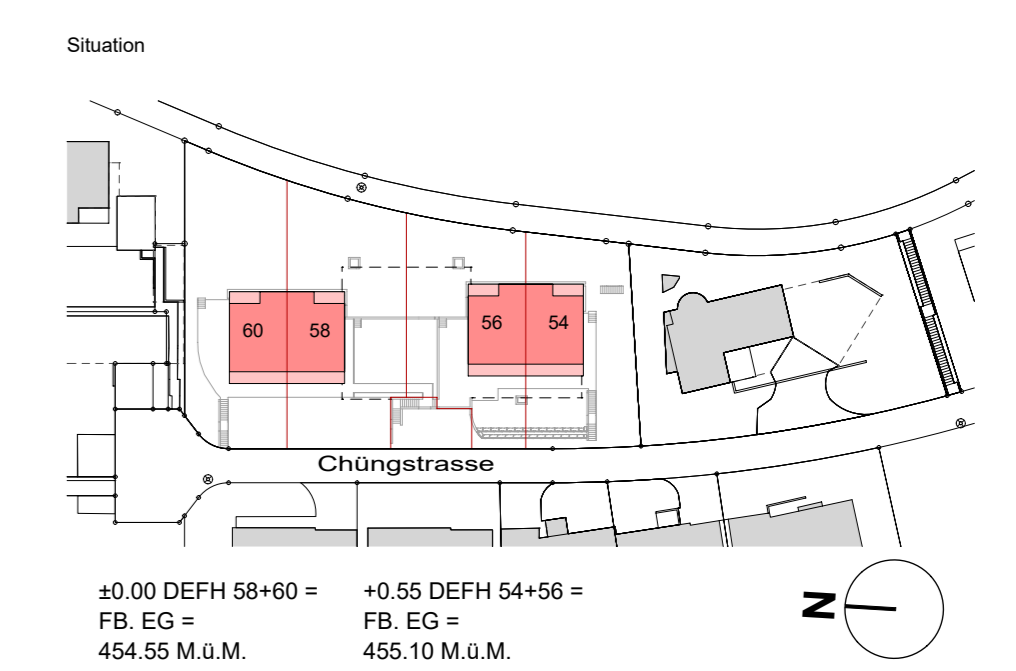 Situation
60
58
56
54
Chüngstrasse
±0.00 DEFH 58+60 =
FB. EG =
454.55 M.ü.M.
+0.55 DEFH 54+56 =
FB. EG =
455.10 M.ü.M.
N